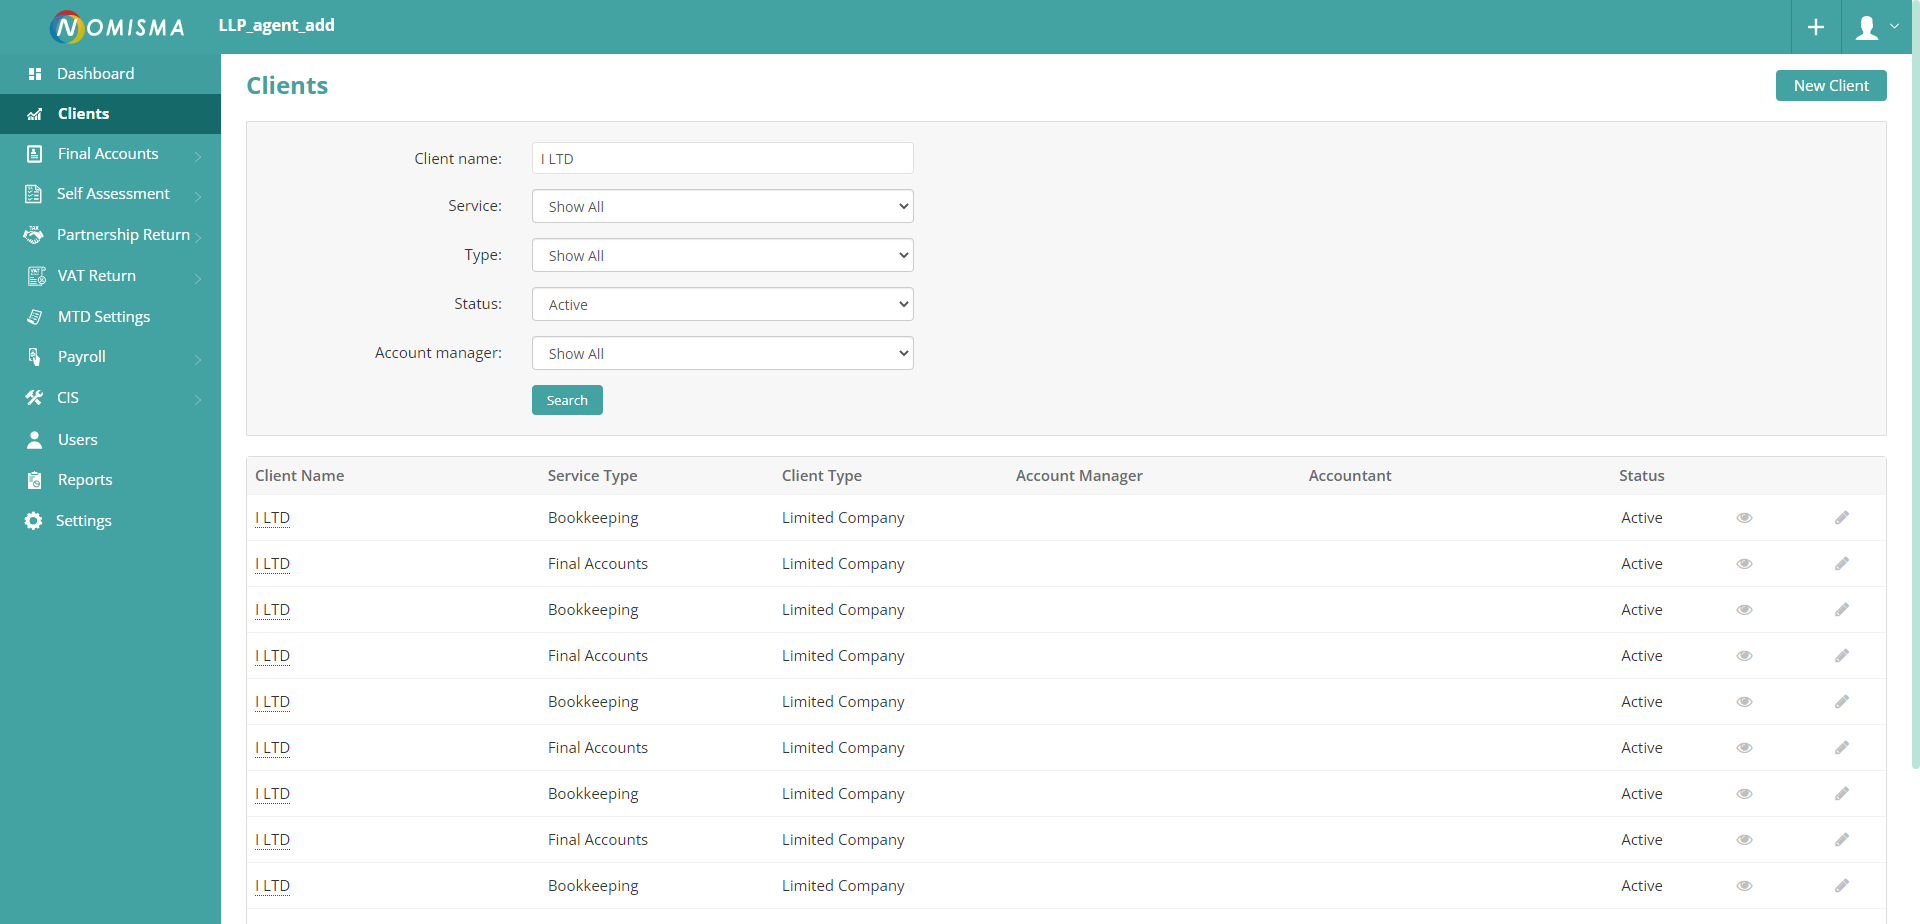 NOMISMA LLP_agent_add
Dashboard
Clients
Final Accounts
Self Assessment
Partnership Return
VAT Return
MTD Settings
Payroll
CIS
Users
Reports
Settings
Clients
New Client
Client name: I LTD
Service: Show All
Type: Show All
Status: Active
Account manager: Show All
Search
Client Name Service Type Client Type Account Manager Accountant Status
I LTD Bookkeeping Limited Company Active
I LTD Final Accounts Limited Company Active
I LTD Bookkeeping Limited Company Active
I LTD Final Accounts Limited Company Active
I LTD Bookkeeping Limited Company Active
I LTD Final Accounts Limited Company Active
I LTD Bookkeeping Limited Company Active
I LTD Final Accounts Limited Company Active
I LTD Bookkeeping Limited Company Active